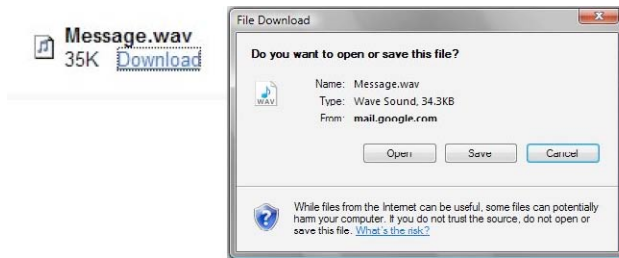 Message.wav
35K Download
File Download
Do you want to open or save this file?
WAV
Name: Message.wav
Type: Wave Sound, 34.3KB
From: mail.google.com
Open Save Cancel
While files from the Internet can be useful, some files can potentially
harm your computer. If you do not trust the source, do not open or
save this file. What's the risk?